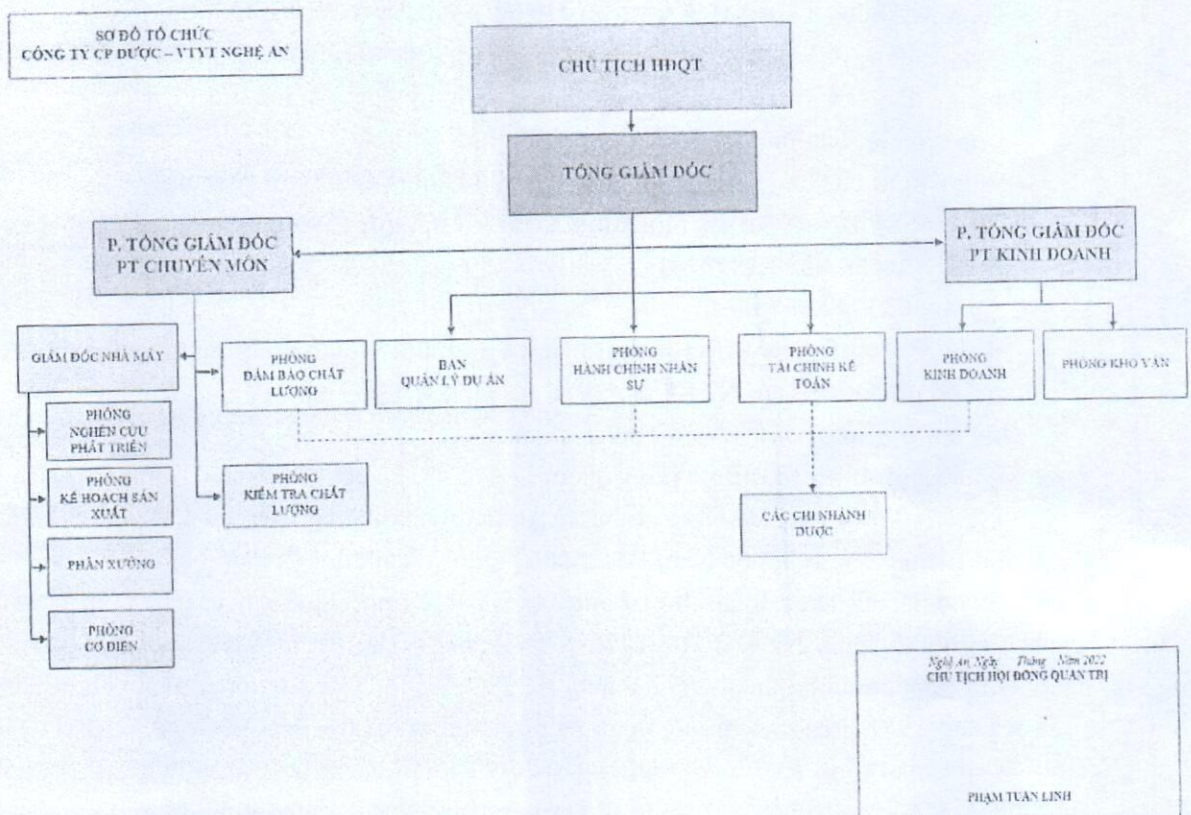 SƠ ĐỒ TỔ CHỨC
CÔNG TY CP DƯỢC – VTYT NGHỆ AN
CHỦ TỊCH HĐQT
TỔNG GIÁM ĐỐC
P. TỔNG GIÁM ĐỐC
PT CHUYÊN MÔN
P. TỔNG GIÁM ĐỐC
PT KINH DOANH
GIÁM ĐỐC NHÀ MÁY
PHÒNG
ĐẢM BẢO CHẤT
LƯỢNG
BAN
QUẢN LÝ DỰ ÁN
PHÒNG
HÀNH CHÍNH NHÂN
SỰ
PHÒNG
TÀI CHÍNH KẾ
TOÁN
PHÒNG
KINH DOANH
PHÒNG KHO VẬN
PHÒNG
NGHÊN CỨU
PHÁT TRIỂN
PHÒNG
KẾ HOẠCH SẢN
XUẤT
PHÒNG
KIỂM TRA CHẤT
LƯỢNG
CÁC CHI NHÁNH
DƯỢC
PHÂN XƯỞNG
PHÒNG
CƠ ĐIỆN
Nghệ An, Ngày Tháng Năm 2022
CHỦ TỊCH HỘI ĐỒNG QUẢN TRỊ
PHẠM TUẤN LINH